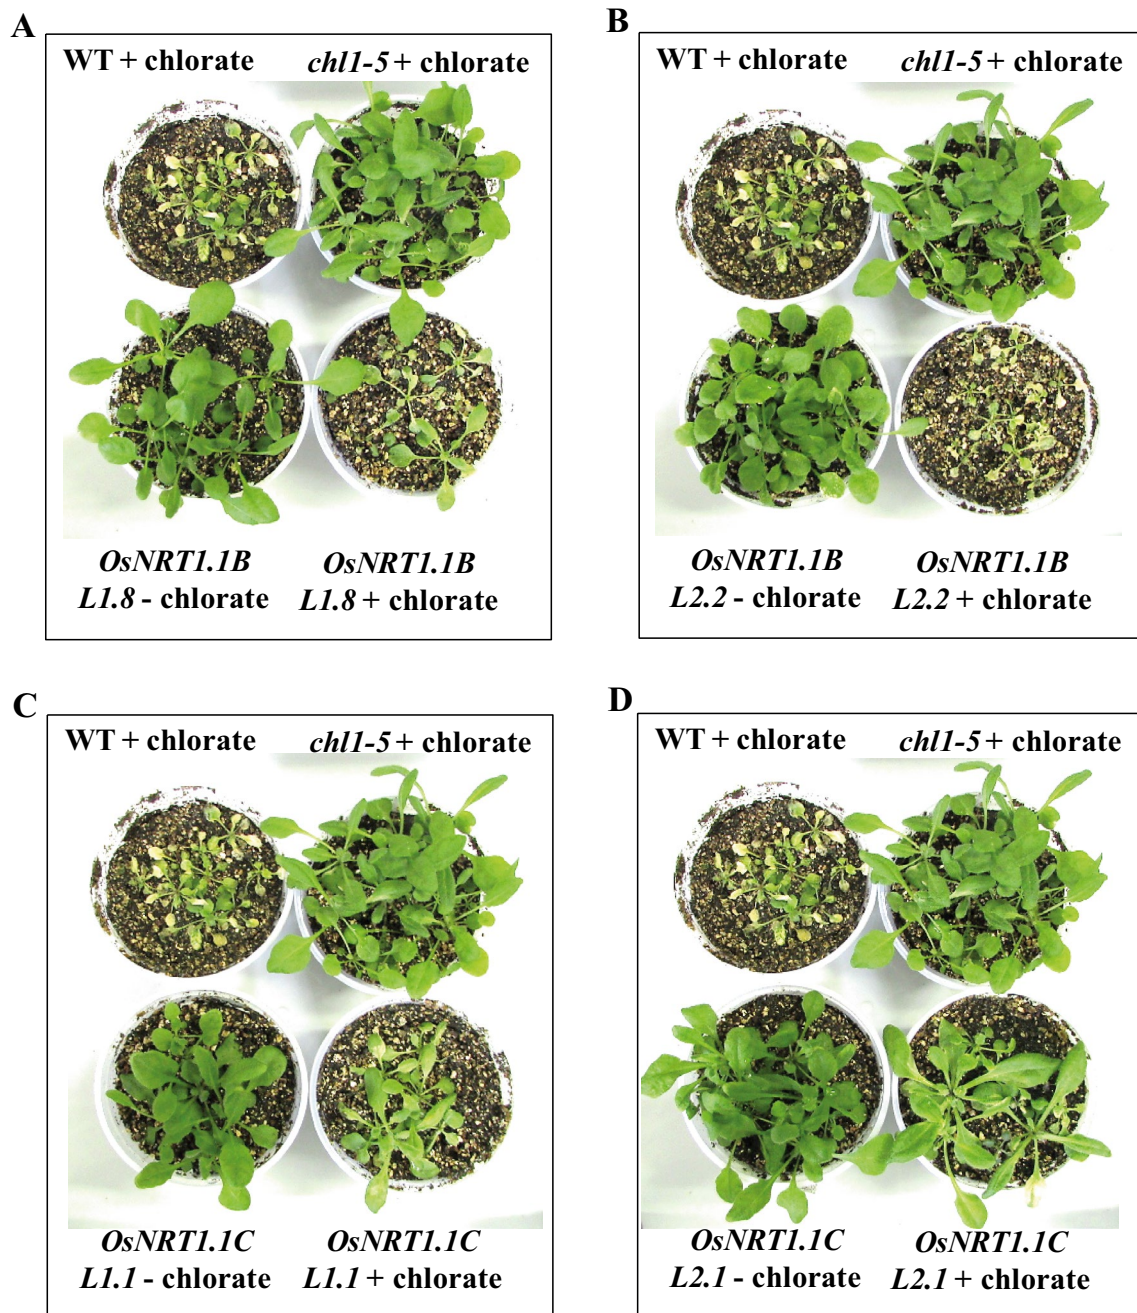 A
WT + chlorate
chl1-5 + chlorate
OsNRT1.1B
L1.8 - chlorate
OsNRT1.1B
L1.8 + chlorate
B
WT + chlorate
chl1-5 + chlorate
OsNRT1.1B
L2.2 - chlorate
OsNRT1.1B
L2.2 + chlorate
C
WT + chlorate
chl1-5 + chlorate
OsNRT1.1C
L1.1 - chlorate
OsNRT1.1C
L1.1 + chlorate
D
WT + chlorate
chl1-5 + chlorate
OsNRT1.1C
L2.1 - chlorate
OsNRT1.1C
L2.1 + chlorate